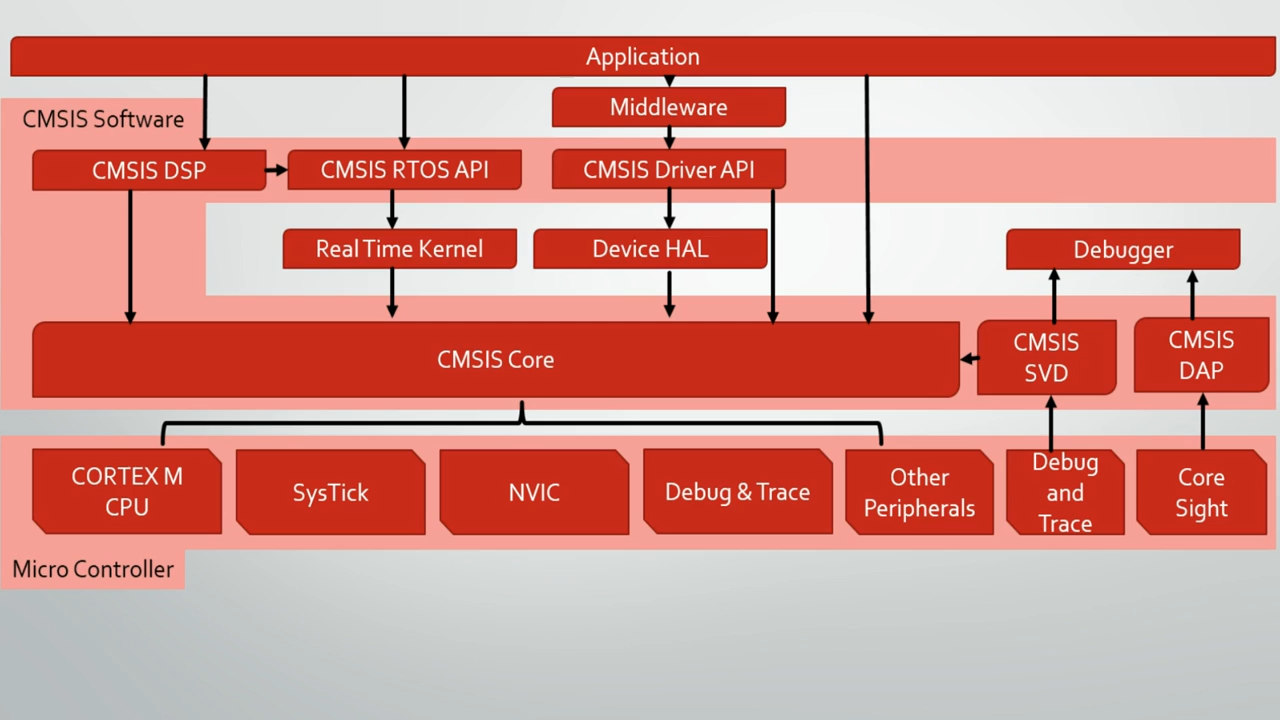 Application
CMSIS Software
Middleware
CMSIS DSP
CMSIS RTOS API
CMSIS Driver API
Real Time Kernel
Device HAL
Debugger
CMSIS Core
CMSIS
SVD
CMSIS
DAP
CORTEX M
CPU
SysTick
NVIC
Debug & Trace
Other
Peripherals
Debug
and
Trace
Core
Sight
Micro Controller